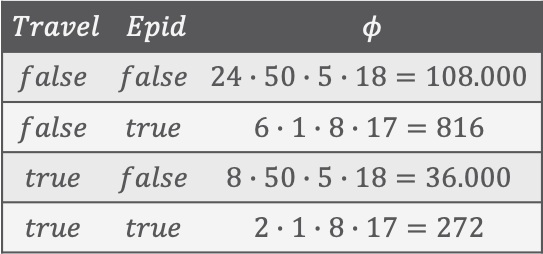 Travel Epid ϕ
false false 24 · 50 · 5 · 18 = 108.000
false true 6 · 1 · 8 · 17 = 816
true false 8 · 50 · 5 · 18 = 36.000
true true 2 · 1 · 8 · 17 = 272